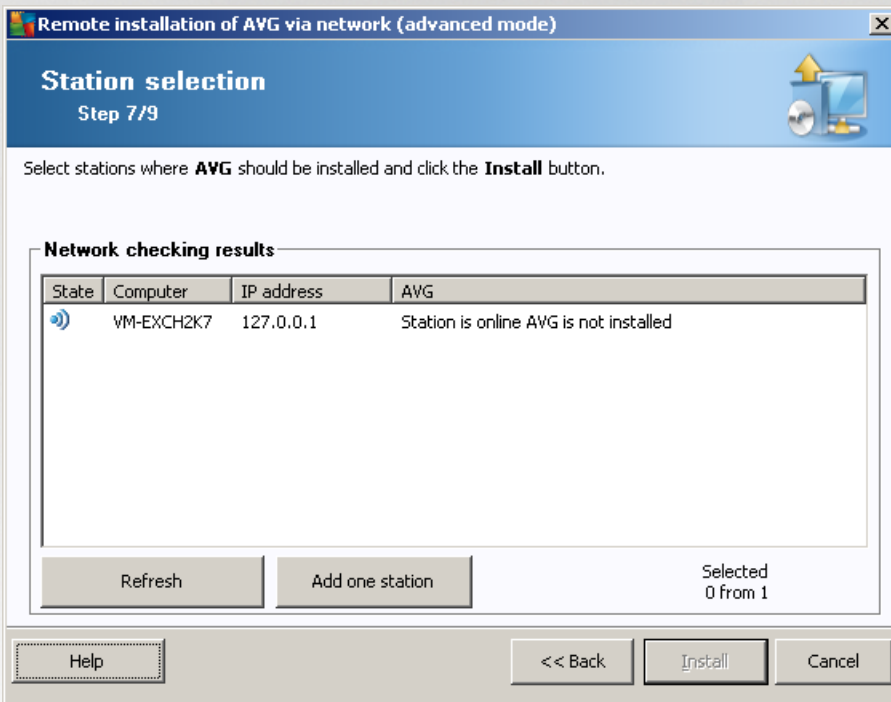 Remote installation of AVG via network (advanced mode)
Station selection
Step 7/9
Select stations where AVG should be installed and click the Install button.
Network checking results
State Computer IP address AVG
VM-EXCH2K7 127.0.0.1 Station is online AVG is not installed
Refresh Add one station Selected
0 from 1
Help << Back Install Cancel